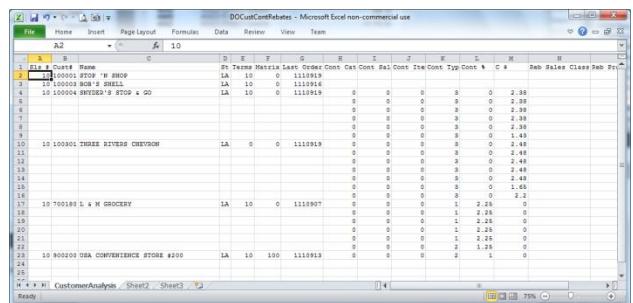 DOCustContRebates - Microsoft Excel non-commercial use
File Home Insert Page Layout Formulas Data Review View Team
A2 fx 10
A B C D E F G H I J K L M N
1 Sls # Cust# Name St Terms Matrix Last Order Cont Cat Cont Sal Cont Ite Cont Typ Cont % C # Reb Sales Class Reb Pr
2 10 100001 STOP 'N SHOP LA 10 0 1110919
3 10 100003 BOB'S SHELL LA 10 0 1110916
4 10 100004 SNYDER'S STOP & GO LA 10 0 1110919 0 0 0 3 0 2.38
5 0 0 0 3 0 2.38
6 0 0 0 3 0 2.38
7 0 0 0 3 0 2.38
8 0 0 0 3 0 2.38
9 0 0 0 3 0 1.43
10 10 100301 THREE RIVERS CHEVRON LA 0 0 1110919 0 0 0 3 0 2.48
11 0 0 0 3 0 2.48
12 0 0 0 3 0 2.48
13 0 0 0 3 0 2.48
14 0 0 0 3 0 2.48
15 0 0 0 3 0 1.65
16 0 0 0 3 0 2.2
17 10 700180 L & M GROCERY LA 10 0 1110907 0 0 0 1 2.25 0
18 0 0 0 1 2.25 0
19 0 0 0 1 2.25 0
20 0 0 0 1 2.25 0
21 0 0 0 1 2.25 0
22 0 0 0 2 1.25 0
23 10 900200 USA CONVENIENCE STORE #200 LA 10 100 1110913 0 0 0 2 1 0
24
25
CustomerAnalysis Sheet2 Sheet3
Ready 75%